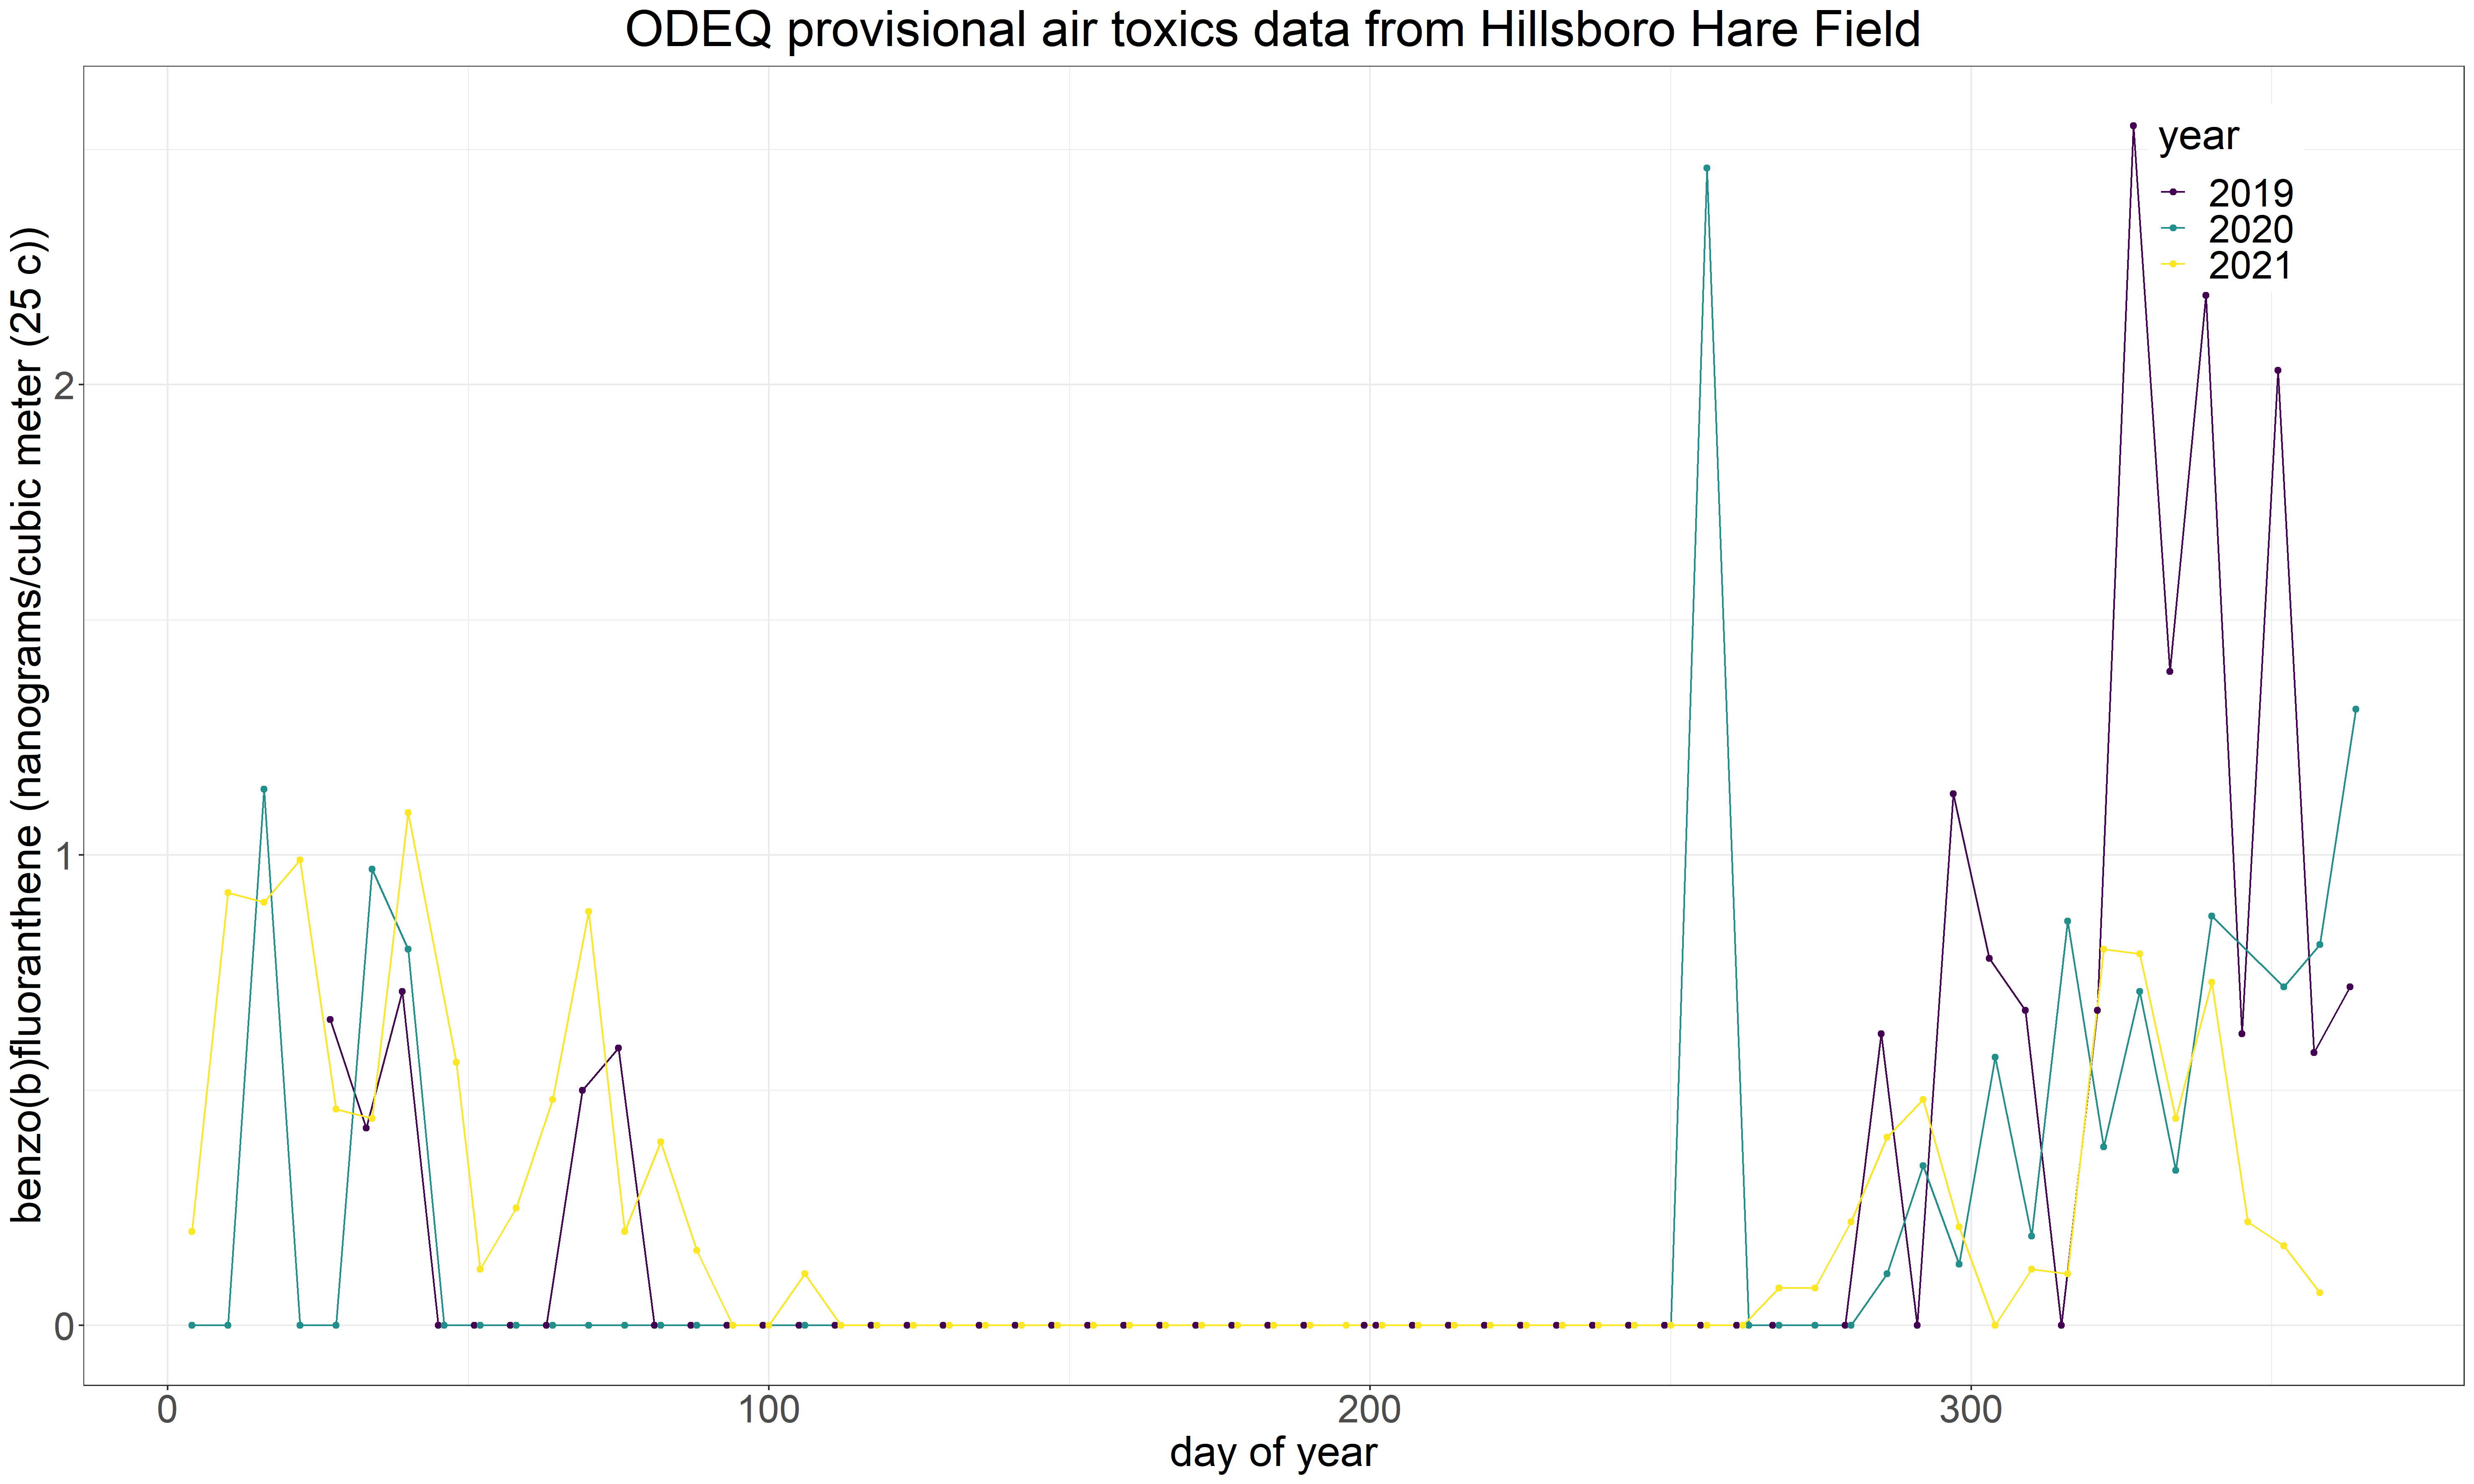 ODEQ provisional air toxics data from Hillsboro Hare Field
benzo(b)fluoranthene (nanograms/cubic meter (25 c))
2
1
0
year
2019
2020
2021
0 100 200 300
day of year